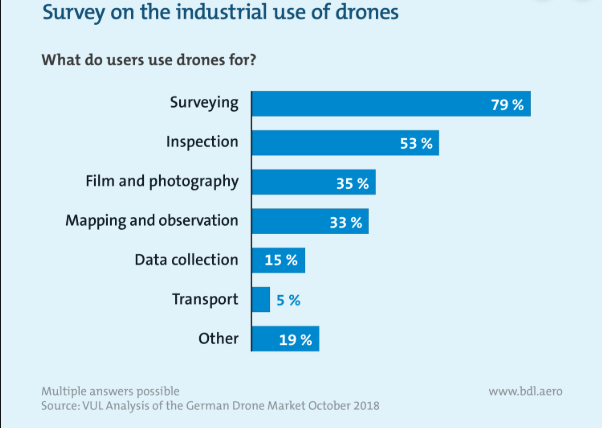 Survey on the industrial use of drones
What do users use drones for?
Surveying 79 %
Inspection 53 %
Film and photography 35 %
Mapping and observation 33 %
Data collection 15 %
Transport 5 %
Other 19 %
Multiple answers possible www.bdl.aero
Source: VUL Analysis of the German Drone Market October 2018